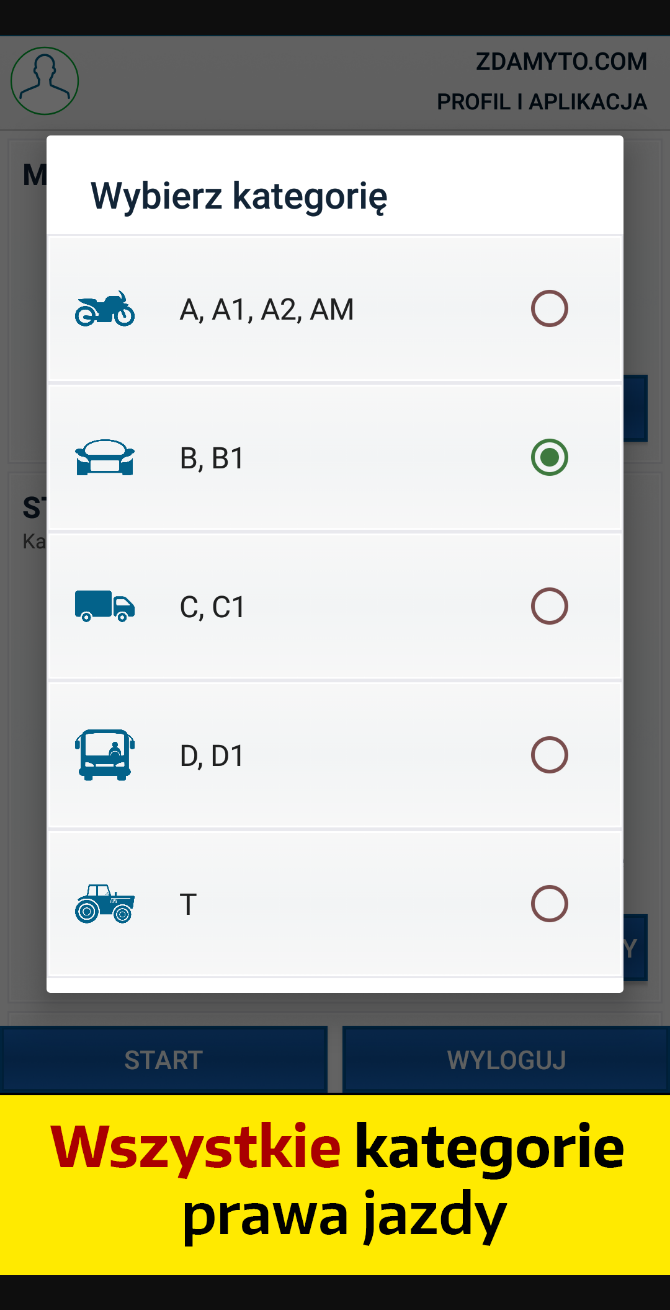 ZDAMYTO.COM
PROFIL I APLIKACJA
M
Wybierz kategorię
A, A1, A2, AM
B, B1
S
Ka
C, C1
D, D1
T
Y
START
WYLOGUJ
Wszystkie kategorie
prawa jazdy